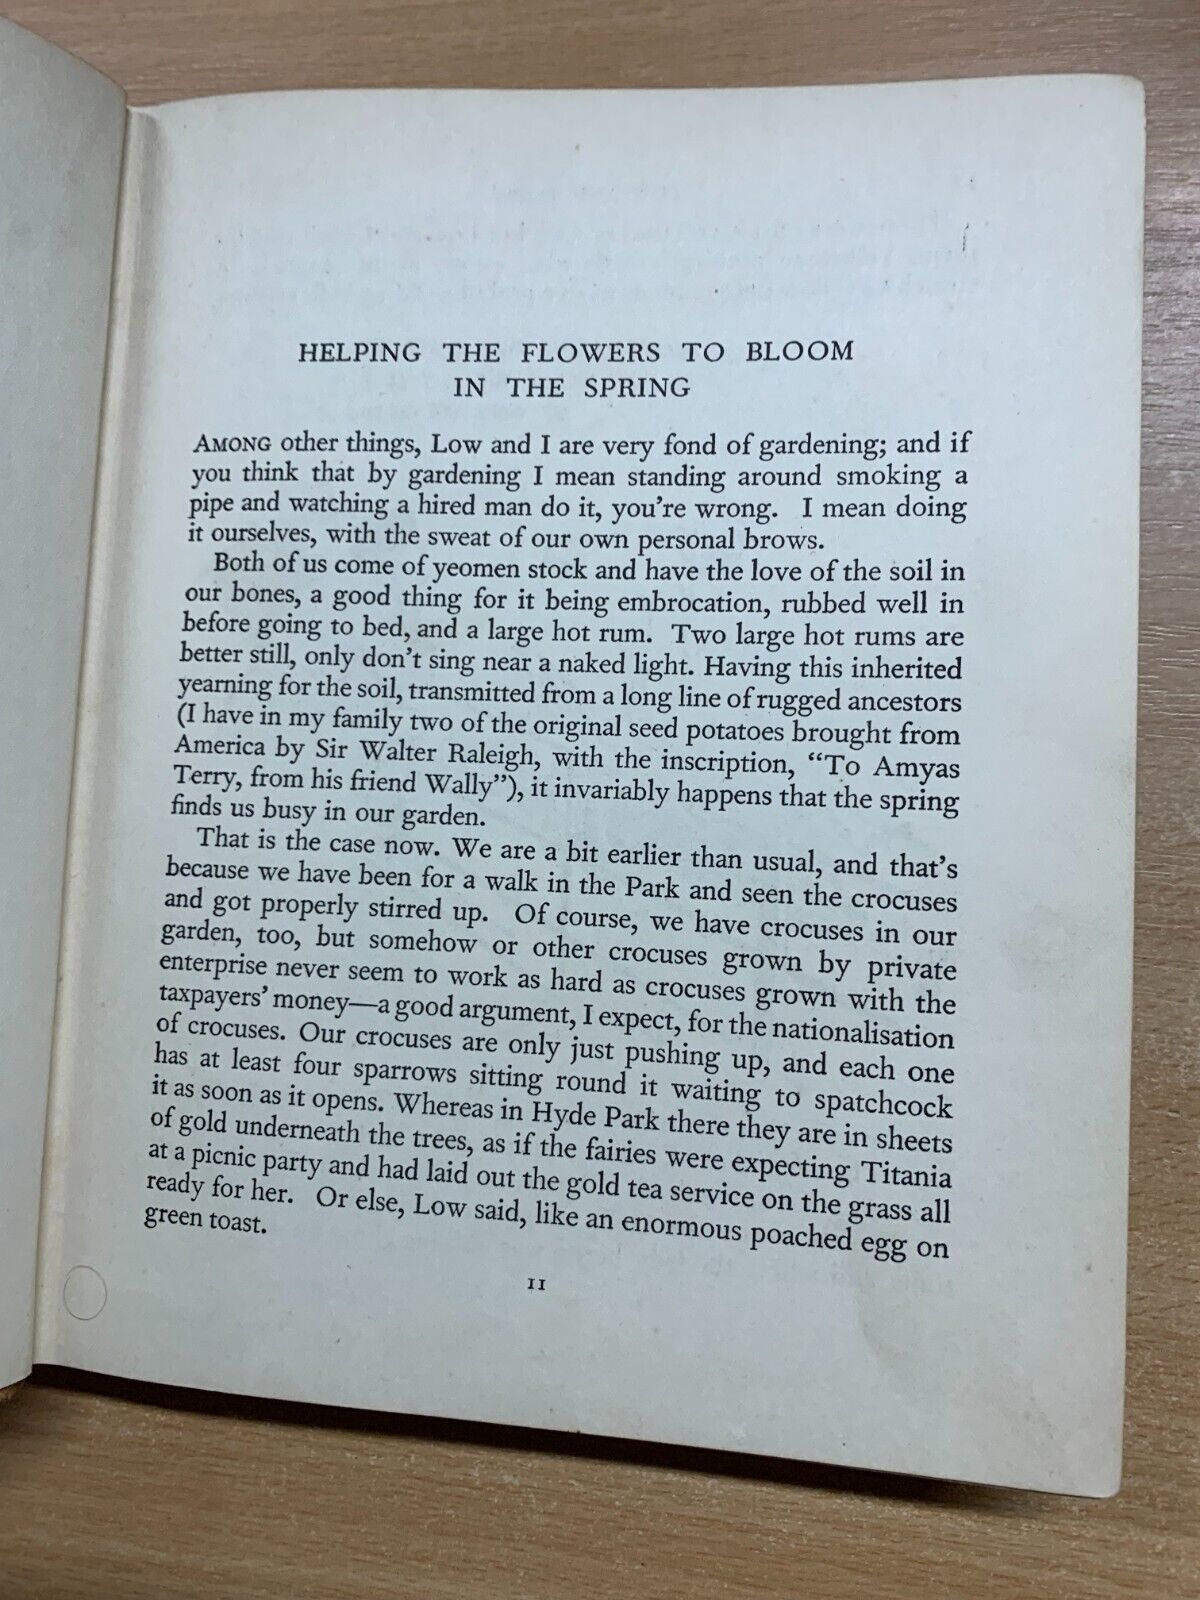 HELPING THE FLOWERS TO BLOOM
IN THE SPRING
AMONG other things, Low and I are very fond of gardening; and if
you think that by gardening I mean standing around smoking a
pipe and watching a hired man do it, you're wrong. I mean doing
it ourselves, with the sweat of our own personal brows.
Both of us come of yeomen stock and have the love of the soil in
our bones, a good thing for it being embrocation, rubbed well in
before going to bed, and a large hot rum. Two large hot rums are
better still, only don't sing near a naked light. Having this inherited
yearning for the soil, transmitted from a long line of rugged ancestors
(I have in my family two of the original seed potatoes brought from
America by Sir Walter Raleigh, with the inscription, "To Amyas
Terry, from his friend Wally"), it invariably happens that the spring
finds us busy in our garden.
That is the case now. We are a bit earlier than usual, and that's
because we have been for a walk in the Park and seen the crocuses
and got properly stirred up. Of course, we have crocuses in our
garden, too, but somehow or other crocuses grown by private
enterprise never seem to work as hard as crocuses grown with the
taxpayers' money—a good argument, I expect, for the nationalisation
of crocuses. Our crocuses are only just pushing up, and each one
has at least four sparrows sitting round it waiting to spatchcock
it as soon as it opens. Whereas in Hyde Park there they are in sheets
of gold underneath the trees, as if the fairies were expecting Titania
at a picnic party and had laid out the gold tea service on the grass all
ready for her. Or else, Low said, like an enormous poached egg on
green toast.
11